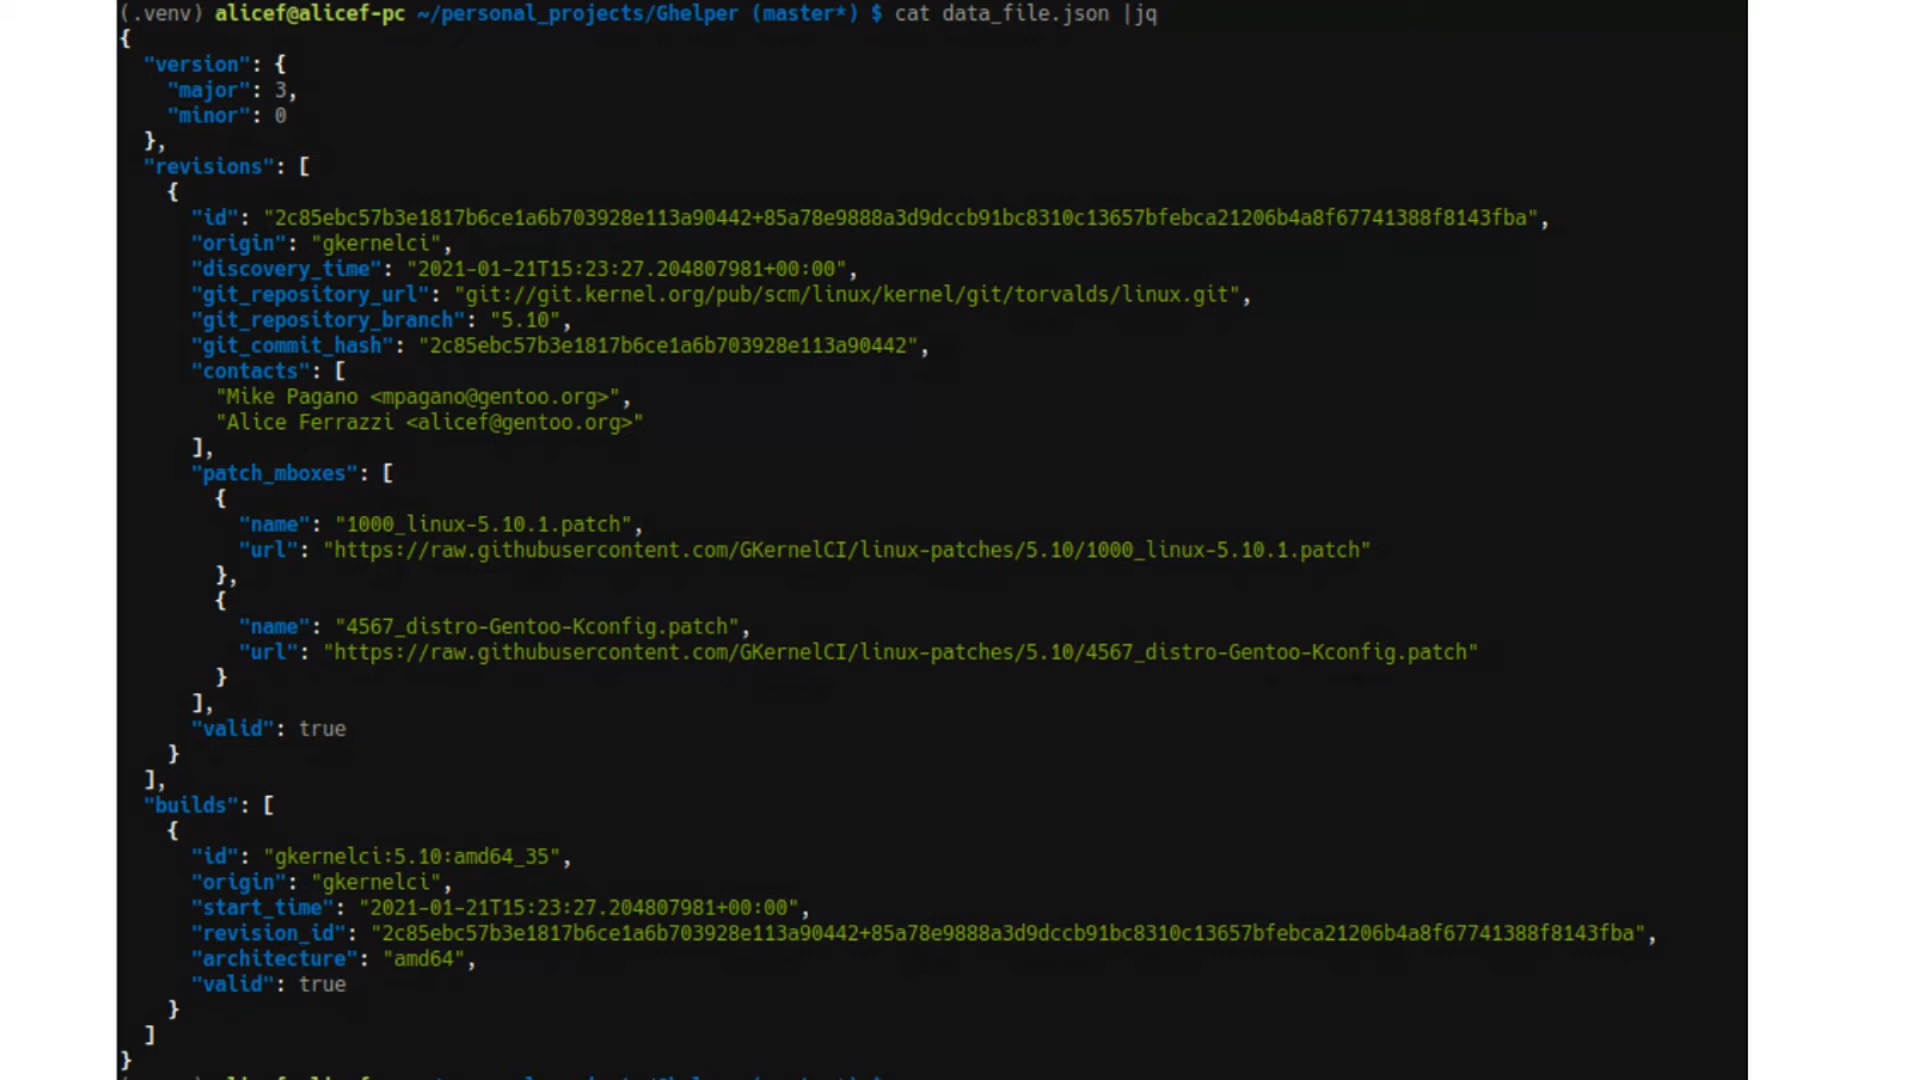 (.venv) alicef@alicef-pc ~/personal_projects/Ghelper (master*) $ cat data_file.json |jq
{
  "version": {
    "major": 3,
    "minor": 0
  },
  "revisions": [
    {
      "id": "2c85ebc57b3e1817b6ce1a6b703928e113a90442+85a78e9888a3d9dccb91bc8310c13657bfebca21206b4a8f67741388f8143fba",
      "origin": "gkernelci",
      "discovery_time": "2021-01-21T15:23:27.204807981+00:00",
      "git_repository_url": "git://git.kernel.org/pub/scm/linux/kernel/git/torvalds/linux.git",
      "git_repository_branch": "5.10",
      "git_commit_hash": "2c85ebc57b3e1817b6ce1a6b703928e113a90442",
      "contacts": [
        "Mike Pagano <mpagano@gentoo.org>",
        "Alice Ferrazzi <alicef@gentoo.org>"
      ],
      "patch_mboxes": [
        {
          "name": "1000_linux-5.10.1.patch",
          "url": "https://raw.githubusercontent.com/GKernelCI/linux-patches/5.10/1000_linux-5.10.1.patch"
        },
        {
          "name": "4567_distro-Gentoo-Kconfig.patch",
          "url": "https://raw.githubusercontent.com/GKernelCI/linux-patches/5.10/4567_distro-Gentoo-Kconfig.patch"
        }
      ],
      "valid": true
    }
  ],
  "builds": [
    {
      "id": "gkernelci:5.10:amd64_35",
      "origin": "gkernelci",
      "start_time": "2021-01-21T15:23:27.204807981+00:00",
      "revision_id": "2c85ebc57b3e1817b6ce1a6b703928e113a90442+85a78e9888a3d9dccb91bc8310c13657bfebca21206b4a8f67741388f8143fba",
      "architecture": "amd64",
      "valid": true
    }
  ]
}